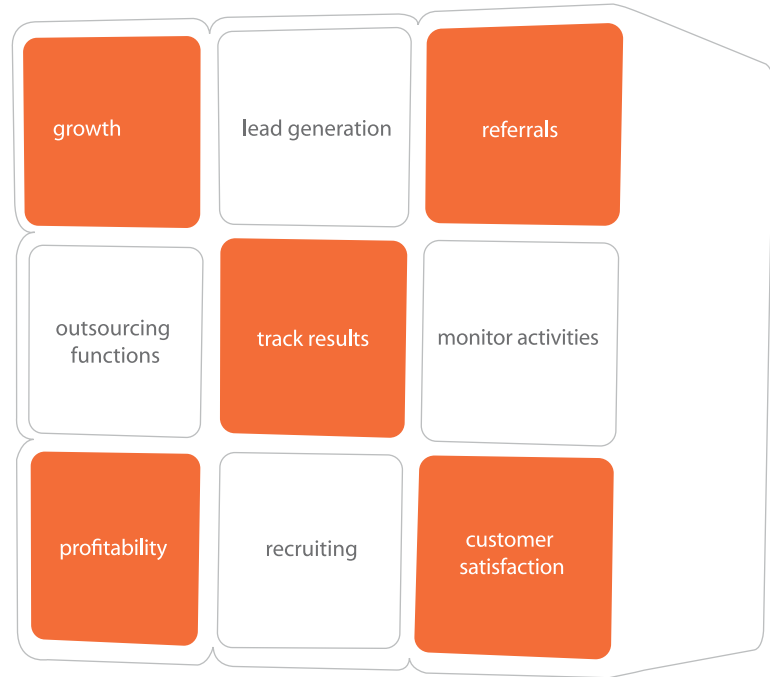 growth
lead generation
referrals
outsourcing
functions
track results
monitor activities
profitability
recruiting
customer
satisfaction